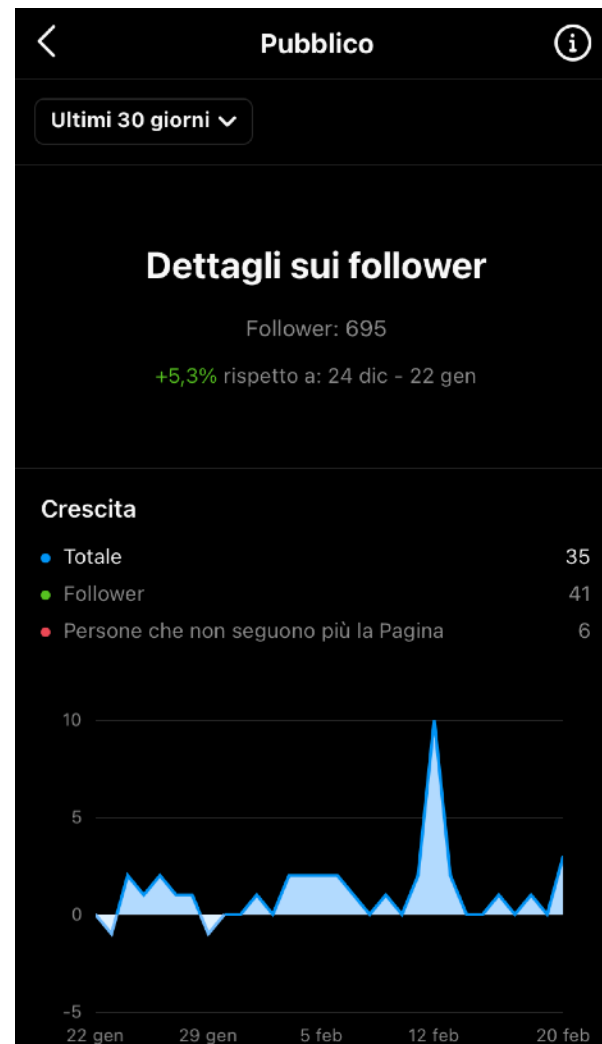 Pubblico
Ultimi 30 giorni
Dettagli sui follower
Follower: 695
+5,3% rispetto a: 24 dic - 22 gen
Crescita
Totale 35
Follower 41
Persone che non seguono più la Pagina 6
10
5
0
-5
22 gen 29 gen 5 feb 12 feb 20 feb